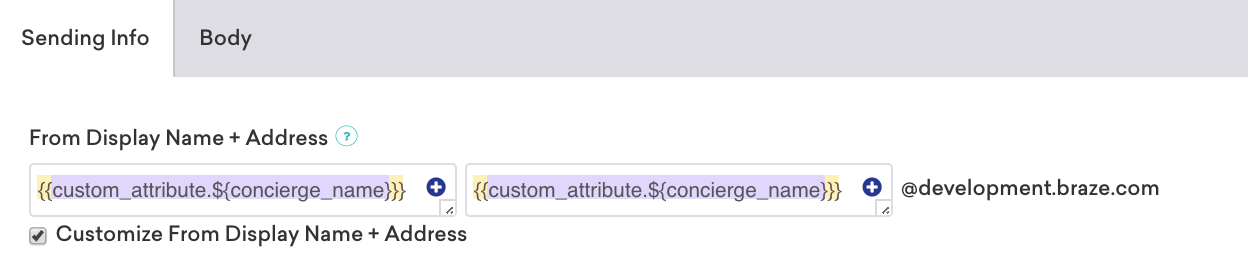 Sending Info Body
From Display Name + Address ?
{{custom_attribute.${concierge_name}}} {{custom_attribute.${concierge_name}}} @development.braze.com
Customize From Display Name + Address